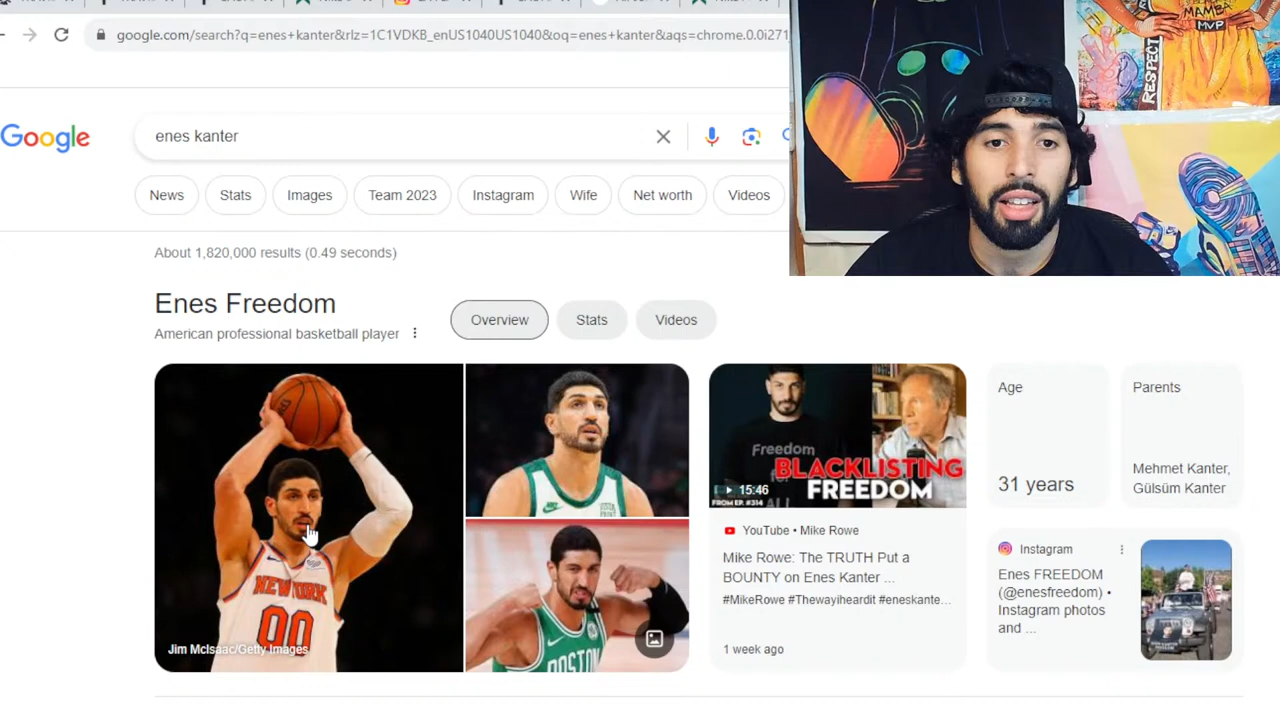 google.com/search?q=enes+kanter&rlz=1C1VDKB_enUS1040US1040&oq=enes+kanter&aqs=chrome.0.0i271
MAMBA
MVP
RESPECT
Google
enes kanter
News
Stats
Images
Team 2023
Instagram
Wife
Net worth
Videos
About 1,820,000 results (0.49 seconds)
Enes Freedom
American professional basketball player
Overview
Stats
Videos
NEW YORK
00
Jim McIsaac/Getty Images
BOSTON
Freedom
BLACKLISTING
FREEDOM
15:46
FROM EP. #314
YouTube • Mike Rowe
Mike Rowe: The TRUTH Put a
BOUNTY on Enes Kanter ...
#MikeRowe #Thewayiheardit #eneskante...
1 week ago
Age
31 years
Parents
Mehmet Kanter,
Gülsüm Kanter
Instagram
Enes FREEDOM
(@enesfreedom) •
Instagram photos
and ...